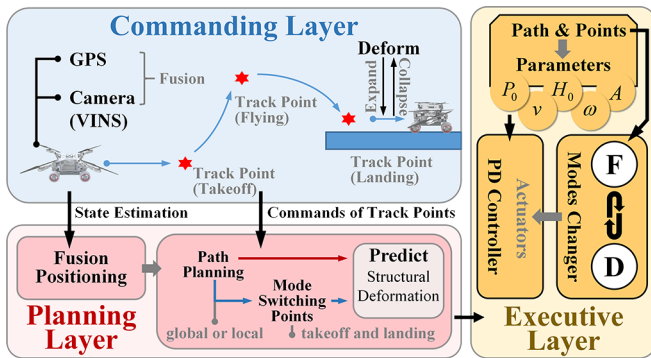 Commanding Layer
GPS
Camera
(VINS)
Fusion
Track Point
(Flying)
Track Point
(Takeoff)
Deform
Expand
Collapse
Track Point
(Landing)
State Estimation
Commands of Track Points
Fusion
Positioning
Planning
Layer
Path
Planning
Mode
Switching
Points
global or local
takeoff and landing
Predict
Structural
Deformation
Path & Points
Parameters
P₀
H₀
A
v
ω
PD Controller
Actuators
Modes Changer
F
D
Executive
Layer